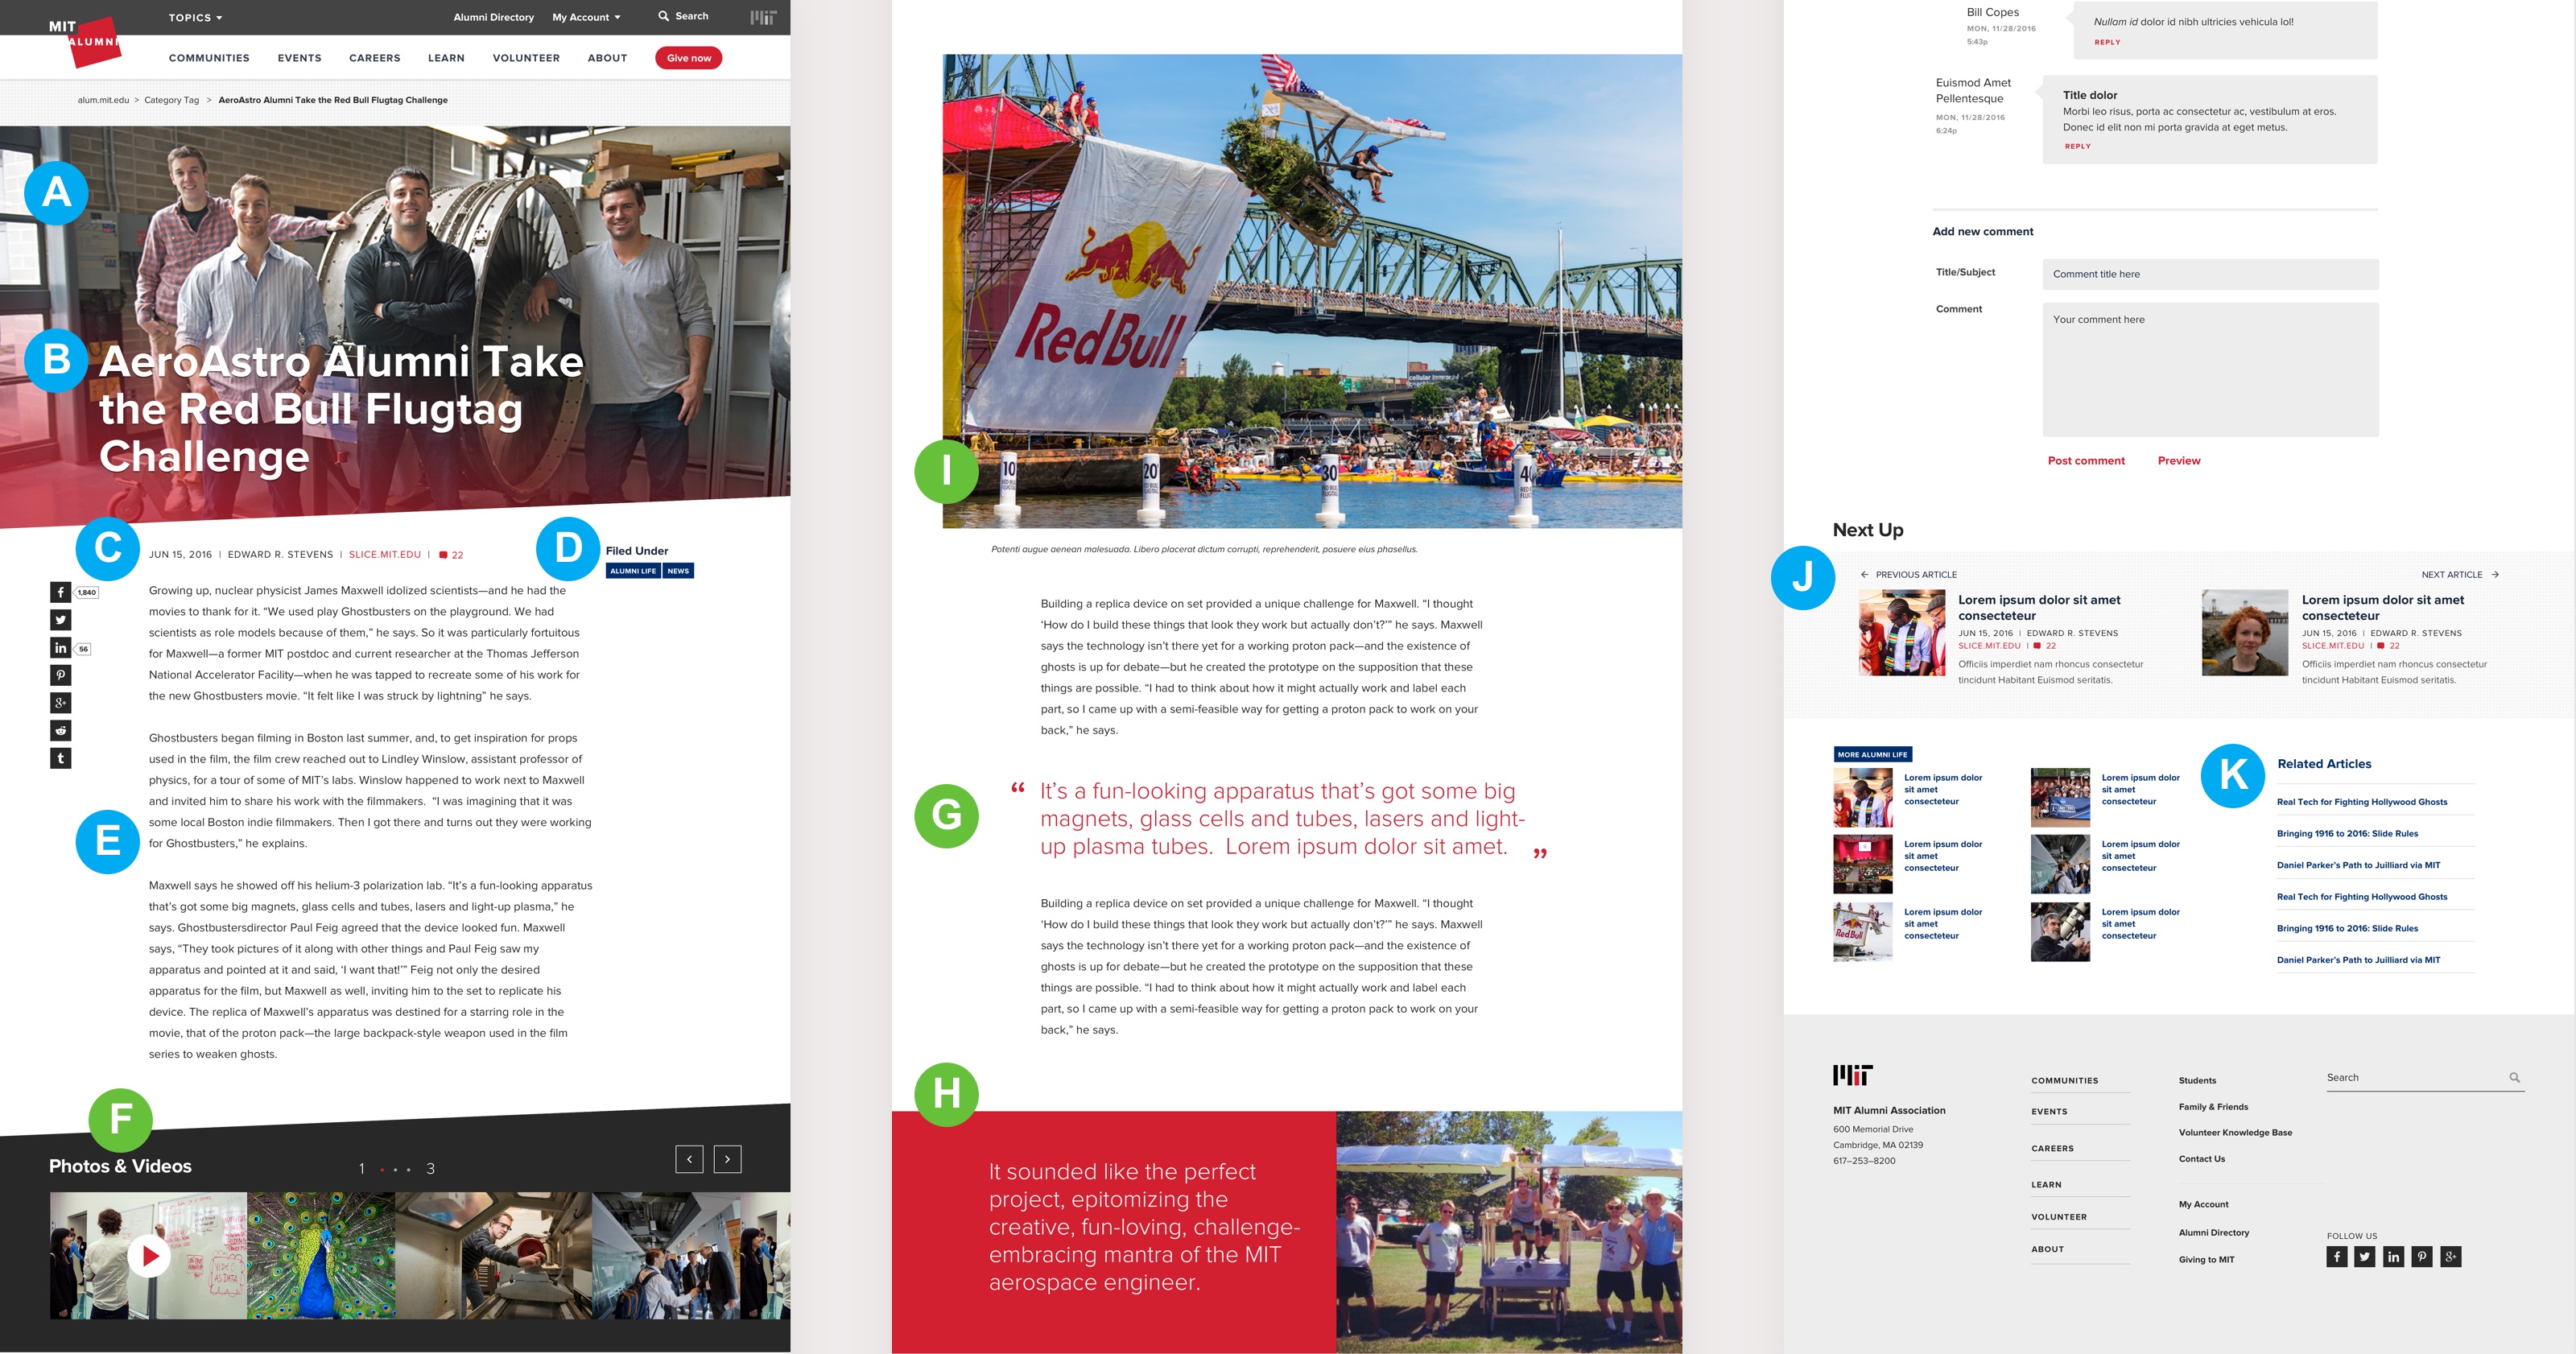 MIT
ALUMNI
TOPICS
Alumni Directory
My Account
Search
MIT
COMMUNITIES
EVENTS
CAREERS
LEARN
VOLUNTEER
ABOUT
Give now
alum.mit.edu > Category Tag > AeroAstro Alumni Take the Red Bull Flugtag Challenge
A
B
AeroAstro Alumni Take
the Red Bull Flugtag
Challenge
C
JUN 15, 2016 | EDWARD R. STEVENS | SLICE.MIT.EDU | 22
D
Filed Under
ALUMNI LIFE
NEWS
1,840
56
Growing up, nuclear physicist James Maxwell idolized scientists—and he had the
movies to thank for it. “We used play Ghostbusters on the playground. We had
scientists as role models because of them,” he says. So it was particularly fortuitous
for Maxwell—a former MIT postdoc and current researcher at the Thomas Jefferson
National Accelerator Facility—when he was tapped to recreate some of his work for
the new Ghostbusters movie. “It felt like I was struck by lightning” he says.
Ghostbusters began filming in Boston last summer, and, to get inspiration for props
used in the film, the film crew reached out to Lindley Winslow, assistant professor of
physics, for a tour of some of MIT’s labs. Winslow happened to work next to Maxwell
and invited him to share his work with the filmmakers.  “I was imagining that it was
some local Boston indie filmmakers. Then I got there and turns out they were working
for Ghostbusters,” he explains.
E
Maxwell says he showed off his helium-3 polarization lab. “It’s a fun-looking apparatus
that’s got some big magnets, glass cells and tubes, lasers and light-up plasma,” he
says. Ghostbustersdirector Paul Feig agreed that the device looked fun. Maxwell
says, “They took pictures of it along with other things and Paul Feig saw my
apparatus and pointed at it and said, ‘I want that!’” Feig not only the desired
apparatus for the film, but Maxwell as well, inviting him to the set to replicate his
device. The replica of Maxwell’s apparatus was destined for a starring role in the
movie, that of the proton pack—the large backpack-style weapon used in the film
series to weaken ghosts.
F
Photos & Videos
1
3
Red Bull
10
20
30
40
I
Potenti augue aenean malesuada. Libero placerat dictum corrupti, reprehenderit, posuere eius phasellus.
Building a replica device on set provided a unique challenge for Maxwell. “I thought
‘How do I build these things that look they work but actually don’t?’” he says. Maxwell
says the technology isn’t there yet for a working proton pack—and the existence of
ghosts is up for debate—but he created the prototype on the supposition that these
things are possible. “I had to think about how it might actually work and label each
part, so I came up with a semi-feasible way for getting a proton pack to work on your
back,” he says.
G
“ It’s a fun-looking apparatus that’s got some big
magnets, glass cells and tubes, lasers and light-
up plasma tubes.  Lorem ipsum dolor sit amet. ”
Building a replica device on set provided a unique challenge for Maxwell. “I thought
‘How do I build these things that look they work but actually don’t?’” he says. Maxwell
says the technology isn’t there yet for a working proton pack—and the existence of
ghosts is up for debate—but he created the prototype on the supposition that these
things are possible. “I had to think about how it might actually work and label each
part, so I came up with a semi-feasible way for getting a proton pack to work on your
back,” he says.
H
It sounded like the perfect
project, epitomizing the
creative, fun-loving, challenge-
embracing mantra of the MIT
aerospace engineer.
Bill Copes
MON, 11/28/2016
5:43p
Nullam id dolor id nibh ultricies vehicula lol!
REPLY
Euismod Amet
Pellentesque
MON, 11/28/2016
6:24p
Title dolor
Morbi leo risus, porta ac consectetur ac, vestibulum at eros.
Donec id elit non mi porta gravida at eget metus.
REPLY
Add new comment
Title/Subject
Comment title here
Comment
Your comment here
Post comment
Preview
Next Up
J
← PREVIOUS ARTICLE
Lorem ipsum dolor sit amet
consecteteur
JUN 15, 2016 | EDWARD R. STEVENS
SLICE.MIT.EDU | 22
Officiis imperdiet nam rhoncus consectetur
tincidunt Habitant Euismod seritatis.
NEXT ARTICLE →
Lorem ipsum dolor sit amet
consecteteur
JUN 15, 2016 | EDWARD R. STEVENS
SLICE.MIT.EDU | 22
Officiis imperdiet nam rhoncus consectetur
tincidunt Habitant Euismod seritatis.
MORE ALUMNI LIFE
Lorem ipsum dolor
sit amet
consecteteur
Lorem ipsum dolor
sit amet
consecteteur
Lorem ipsum dolor
sit amet
consecteteur
Lorem ipsum dolor
sit amet
consecteteur
Red Bull
Lorem ipsum dolor
sit amet
consecteteur
Lorem ipsum dolor
sit amet
consecteteur
K
Related Articles
Real Tech for Fighting Hollywood Ghosts
Bringing 1916 to 2016: Slide Rules
Daniel Parker’s Path to Juilliard via MIT
Real Tech for Fighting Hollywood Ghosts
Bringing 1916 to 2016: Slide Rules
Daniel Parker’s Path to Juilliard via MIT
MIT
MIT Alumni Association
600 Memorial Drive
Cambridge, MA 02139
617–253–8200
COMMUNITIES
EVENTS
CAREERS
LEARN
VOLUNTEER
ABOUT
Students
Family & Friends
Volunteer Knowledge Base
Contact Us
My Account
Alumni Directory
Giving to MIT
Search
FOLLOW US